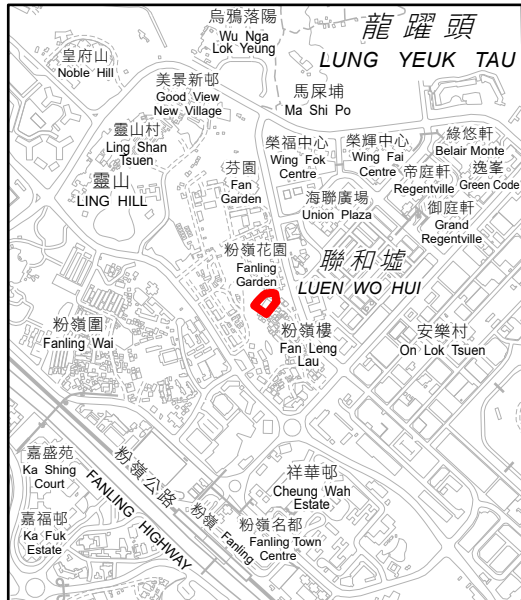 烏鴉落陽
Wu Nga
Lok Yeung
龍躍頭
LUNG YEUK TAU
皇府山
Noble Hill
美景新邨
Good View
New Village
馬屎埔
Ma Shi Po
靈山村
Ling Shan
Tsuen
榮福中心
Wing Fok
Centre
榮輝中心
Wing Fai
Centre
綠悠軒
Belair Monte
帝庭軒
Regentville
逸峯
Green Code
芬園
Fan
Garden
靈山
LING HILL
海聯廣場
Union Plaza
御庭軒
Grand
Regentville
粉嶺花園
Fanling
Garden
聯和墟
LUEN WO HUI
粉嶺圍
Fanling Wai
粉嶺樓
Fan Leng
Lau
安樂村
On Lok Tsuen
嘉盛苑
Ka Shing
Court
粉嶺公路
FANLING HIGHWAY
祥華邨
Cheung Wah
Estate
嘉福邨
Ka Fuk
Estate
粉嶺 Fanling
粉嶺名都
Fanling Town
Centre